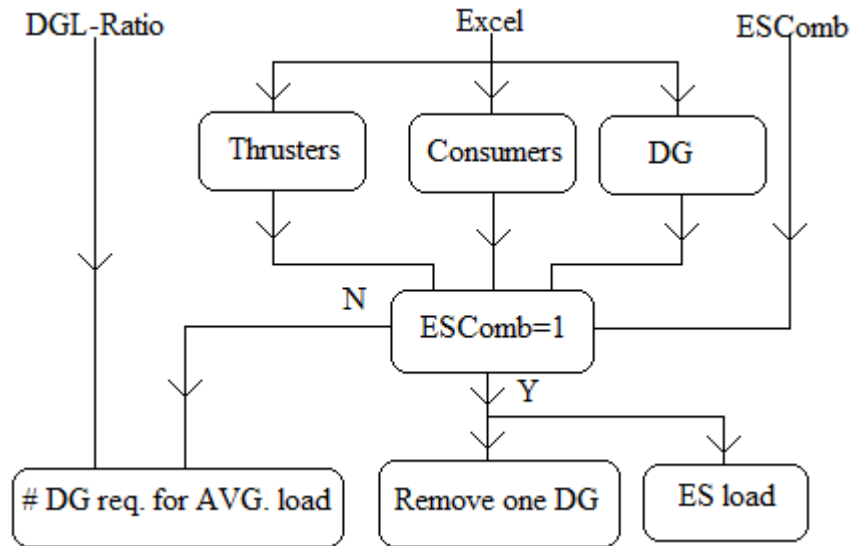 DGL-Ratio
Excel
ESComb
Thrusters
Consumers
DG
N
ESComb=1
Y
# DG req. for AVG. load
Remove one DG
ES load